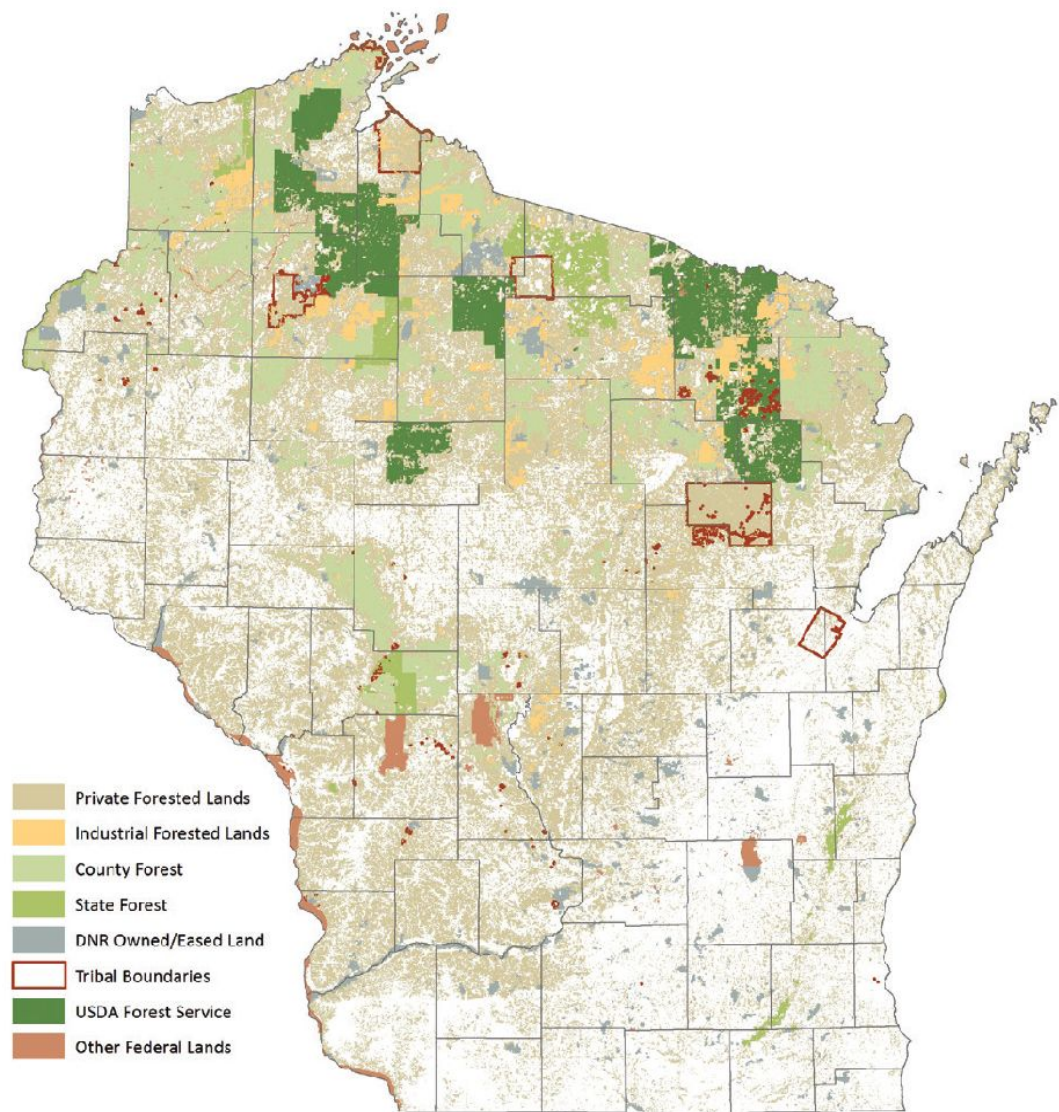 Private Forested Lands
Industrial Forested Lands
County Forest
State Forest
DNR Owned/Eased Land
Tribal Boundaries
USDA Forest Service
Other Federal Lands